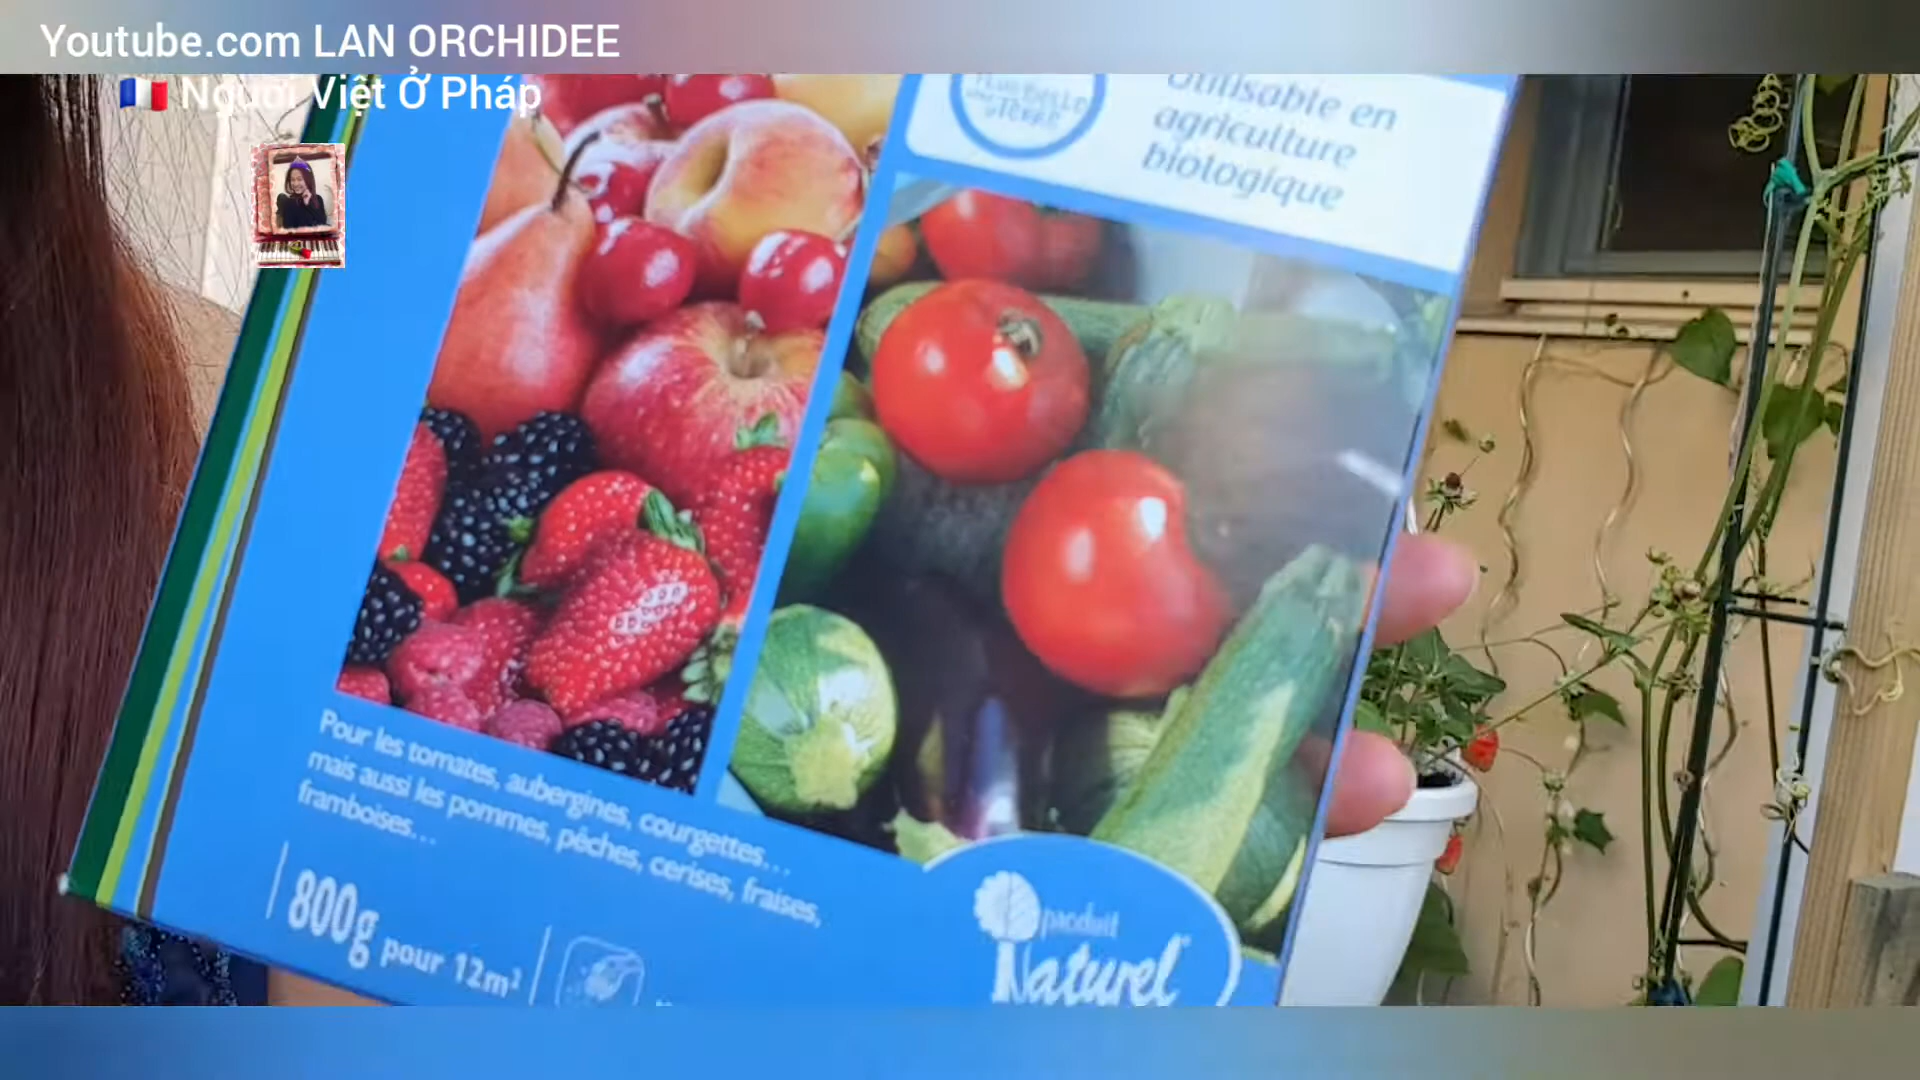 Youtube.com LAN ORCHIDEE
🇫🇷 Người Việt Ở Pháp
Utilisable en
agriculture
biologique
Pour les tomates, aubergines, courgettes...
mais aussi les pommes, pêches, cerises, fraises,
framboises...
800g pour 12m²
produit
Naturel